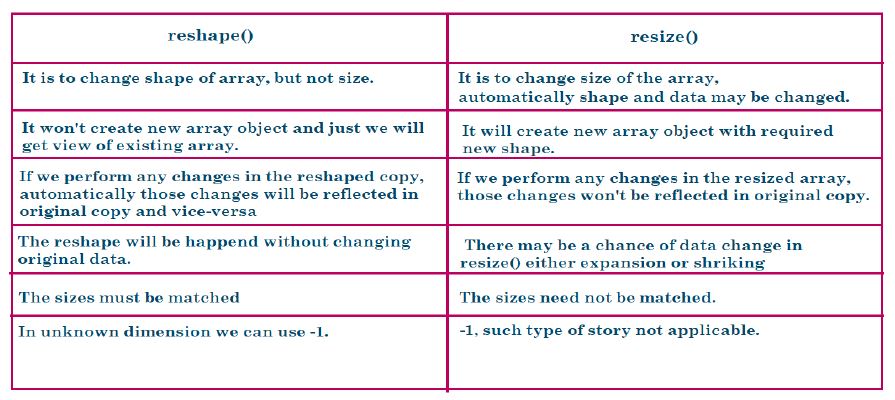 reshape()
resize()
It is to change shape of array, but not size.
It is to change size of the array,
automatically shape and data may be changed.
It won't create new array object and just we will
get view of existing array.
It will create new array object with required
new shape.
If we perform any changes in the reshaped copy,
automatically those changes will be reflected in
original copy and vice-versa
If we perform any changes in the resized array,
those changes won't be reflected in original copy.
The reshape will be happend without changing
original data.
There may be a chance of data change in
resize() either expansion or shriking
The sizes must be matched
The sizes need not be matched.
In unknown dimension we can use -1.
-1, such type of story not applicable.